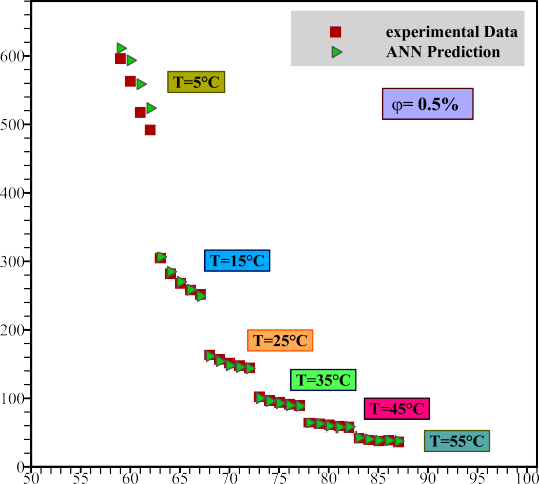 experimental Data
ANN Prediction
T=5°C
φ= 0.5%
T=15°C
T=25°C
T=35°C
T=45°C
T=55°C
600
500
400
300
200
100
0
50 55 60 65 70 75 80 85 90 95 100